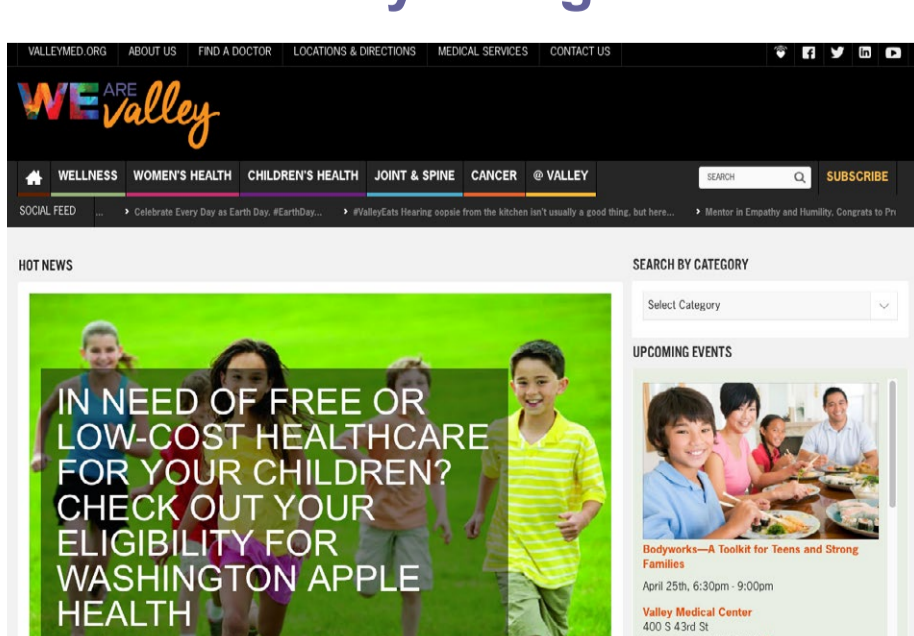 VALLEYMED.ORG ABOUT US FIND A DOCTOR LOCATIONS & DIRECTIONS MEDICAL SERVICES CONTACT US
WE ARE valley
WELLNESS WOMEN'S HEALTH CHILDREN'S HEALTH JOINT & SPINE CANCER @ VALLEY SEARCH SUBSCRIBE
SOCIAL FEED ... › Celebrate Every Day as Earth Day. #EarthDay... › #ValleyEats Hearing oopsie from the kitchen isn't usually a good thing, but here... › Mentor in Empathy and Humility. Congrats to Pr
HOT NEWS
IN NEED OF FREE OR
LOW-COST HEALTHCARE
FOR YOUR CHILDREN?
CHECK OUT YOUR
ELIGIBILITY FOR
WASHINGTON APPLE
HEALTH
SEARCH BY CATEGORY
Select Category
UPCOMING EVENTS
Bodyworks—A Toolkit for Teens and Strong
Families
April 25th, 6:30pm - 9:00pm
Valley Medical Center
400 S 43rd St